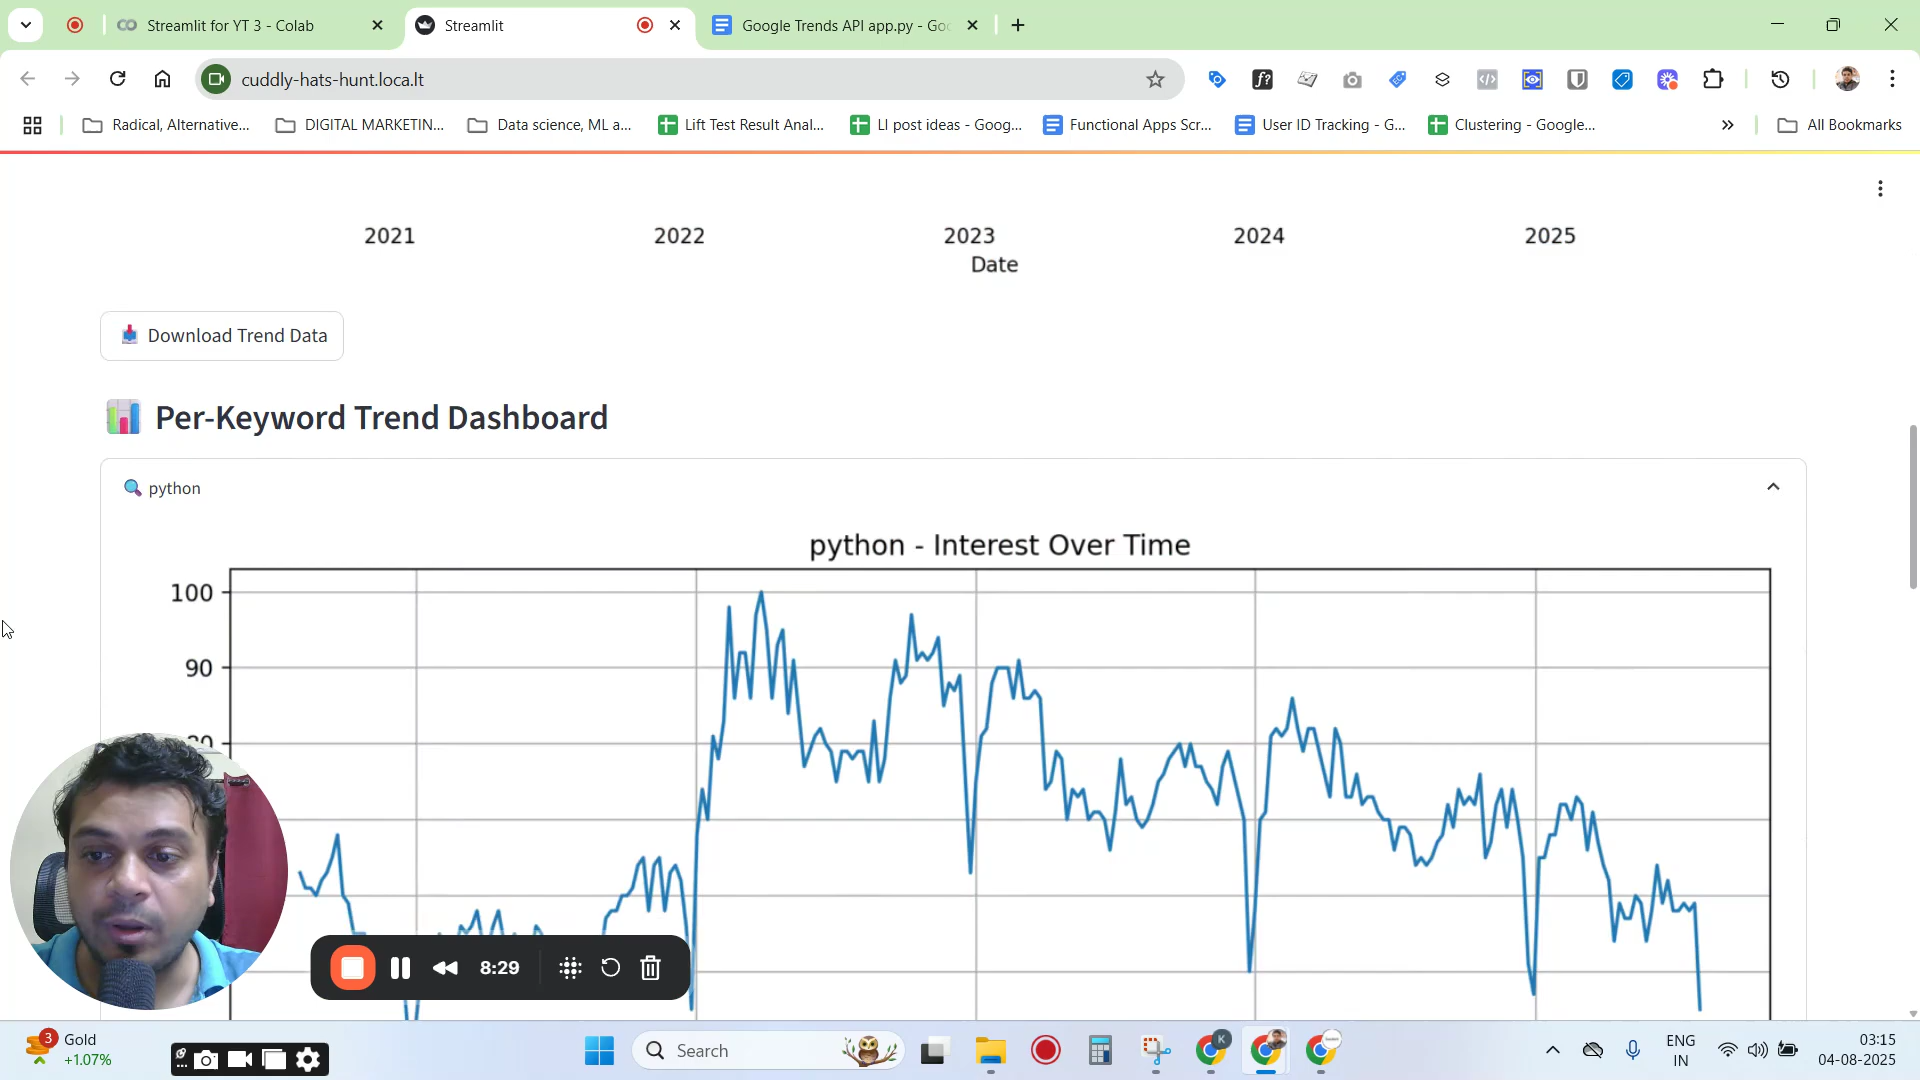 Streamlit for YT 3 - Colab
Streamlit
Google Trends API app.py - Goo
cuddly-hats-hunt.loca.lt
Radical, Alternative...
DIGITAL MARKETIN...
Data science, ML a...
Lift Test Result Anal...
LI post ideas - Goog...
Functional Apps Scr...
User ID Tracking - G...
Clustering - Google...
All Bookmarks
2021 2022 2023 2024 2025
Date
Download Trend Data
Per-Keyword Trend Dashboard
python
python - Interest Over Time
100
90
8:29
3
Gold
+1.07%
Search
K
ENG
IN
03:15
04-08-2025